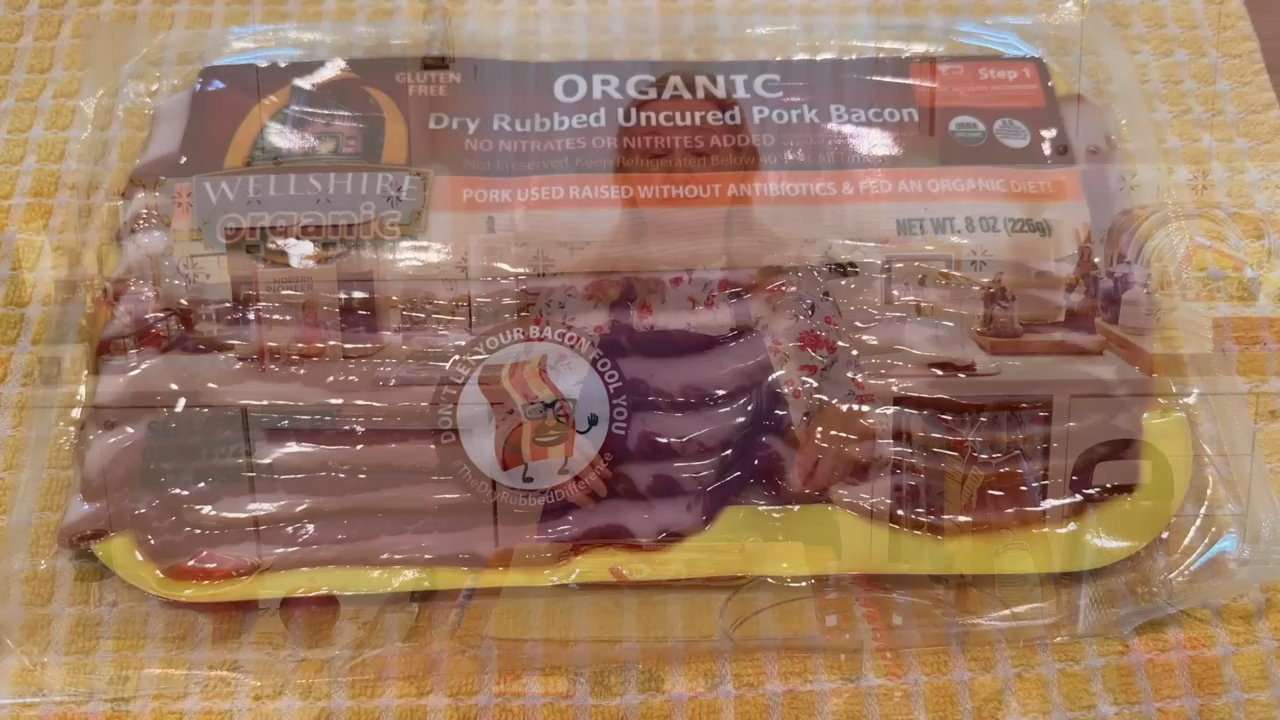 GLUTEN
FREE
ORGANIC
Dry Rubbed Uncured Pork Bacon
NO NITRATES OR NITRITES ADDED
Not Preserved, Keep Refrigerated Below 40 At All Times
Step 1
USDA
WELLSHIRE
organic
PORK USED RAISED WITHOUT ANTIBIOTICS & FED AN ORGANIC DIET!
NET WT. 8 OZ (226g)
DON'T LET YOUR BACON FOOL YOU
#TheDryRubbedDifference